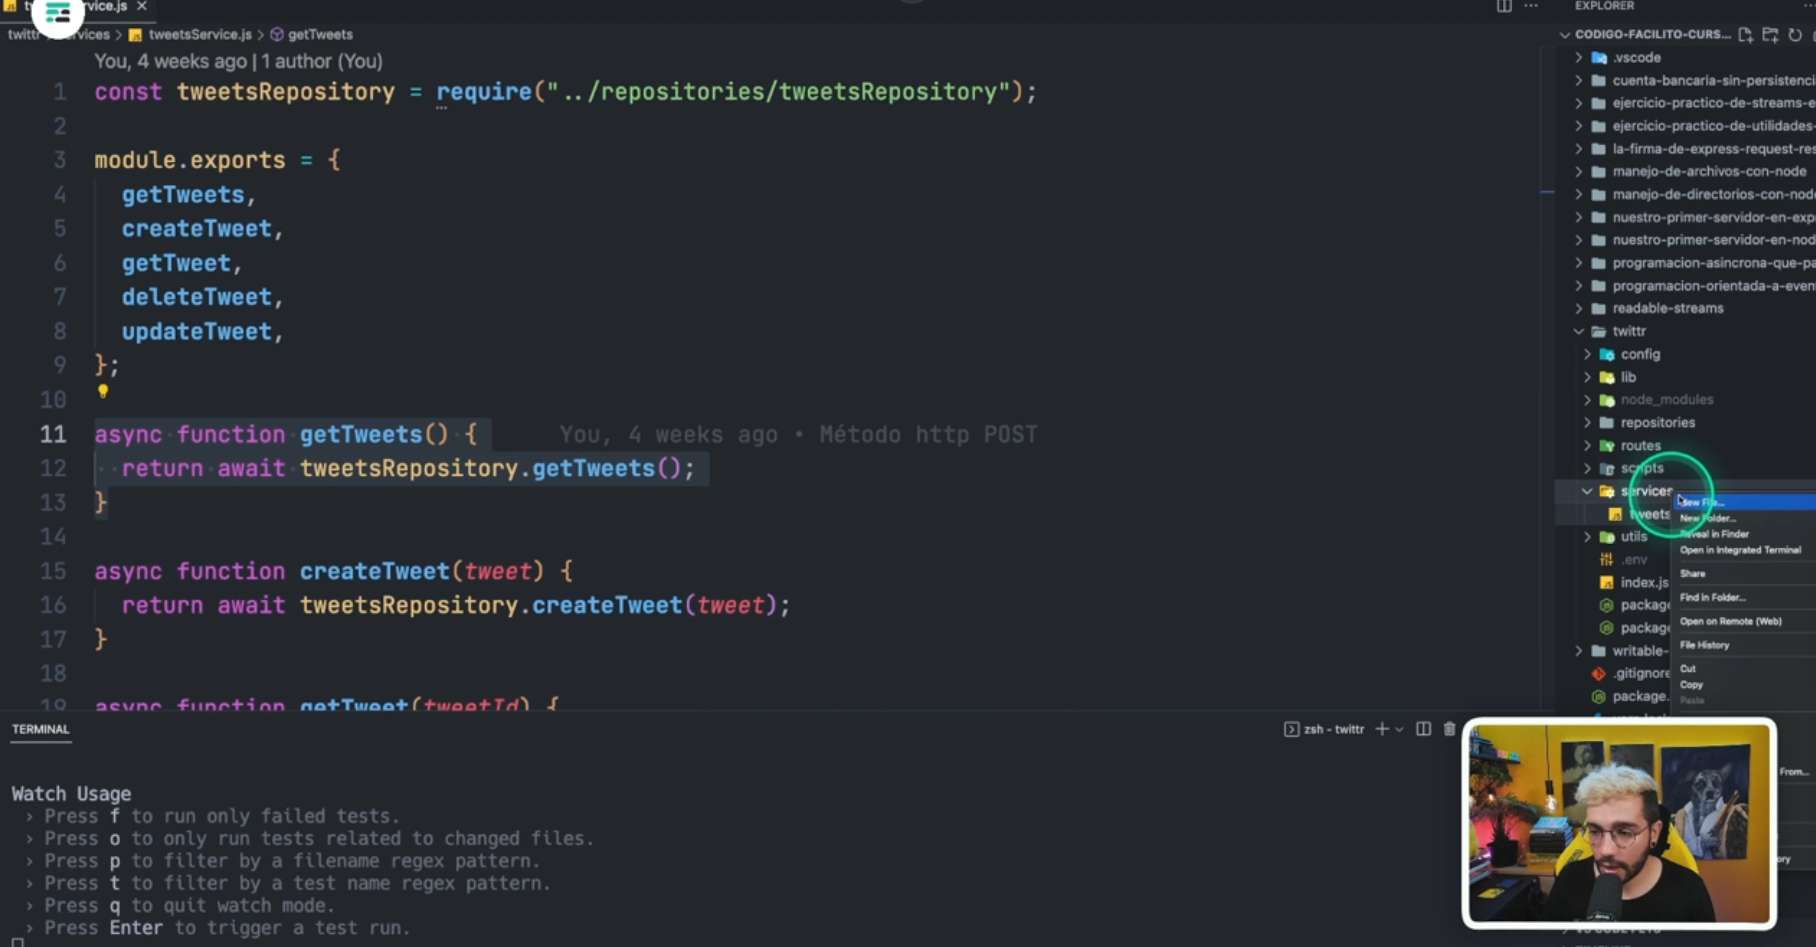 rvice.js
twittr > services > tweetsService.js > getTweets
You, 4 weeks ago | 1 author (You)
1 const tweetsRepository = require("../repositories/tweetsRepository");
2
3 module.exports = {
4 getTweets,
5 createTweet,
6 getTweet,
7 deleteTweet,
8 updateTweet,
9 };
10
11 async function getTweets() { You, 4 weeks ago • Método http POST
12 return await tweetsRepository.getTweets();
13 }
14
15 async function createTweet(tweet) {
16 return await tweetsRepository.createTweet(tweet);
17 }
18
19 async function getTweet(tweetId) {
TERMINAL
zsh - twittr
Watch Usage
› Press f to run only failed tests.
› Press o to only run tests related to changed files.
› Press p to filter by a filename regex pattern.
› Press t to filter by a test name regex pattern.
› Press q to quit watch mode.
› Press Enter to trigger a test run.
EXPLORER
CODIGO-FACILITO-CURS...
.vscode
cuenta-bancaria-sin-persistenci
ejercicio-practico-de-streams-e
ejercicio-practico-de-utilidades-
la-firma-de-express-request-res
manejo-de-archivos-con-node
manejo-de-directorios-con-node
nuestro-primer-servidor-en-exp
nuestro-primer-servidor-en-nod
programacion-asincrona-que-pa
programacion-orientada-a-even
readable-streams
twittr
config
lib
node_modules
repositories
routes
scripts
services
tweets
utils
.env
index.js
package
package
writable-
.gitignore
package.
New File...
New Folder...
Reveal in Finder
Open in Integrated Terminal
Share
Find in Folder...
Open on Remote (Web)
File History
Cut
Copy
Paste
From...
ory